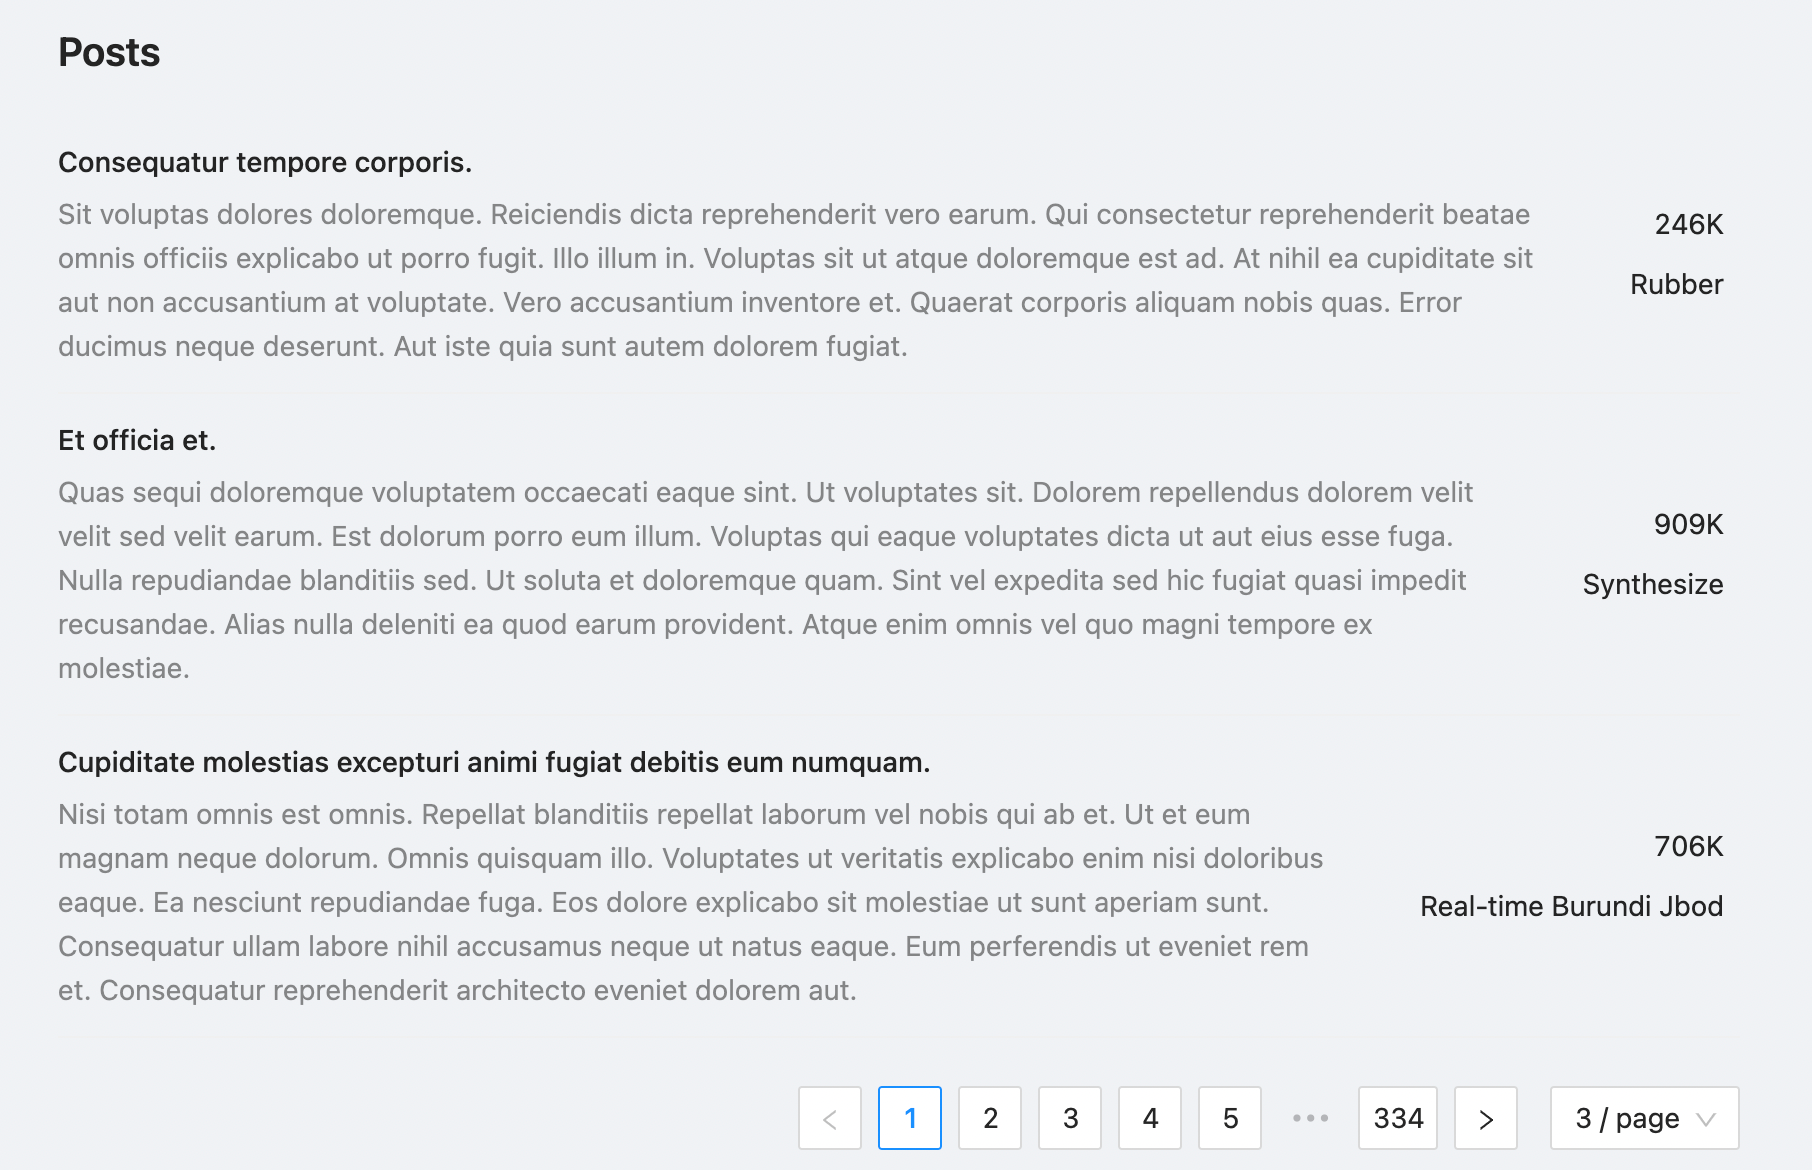 Posts
Consequatur tempore corporis.
Sit voluptas dolores doloremque. Reiciendis dicta reprehenderit vero earum. Qui consectetur reprehenderit beatae
omnis officiis explicabo ut porro fugit. Illo illum in. Voluptas sit ut atque doloremque est ad. At nihil ea cupiditate sit
aut non accusantium at voluptate. Vero accusantium inventore et. Quaerat corporis aliquam nobis quas. Error
ducimus neque deserunt. Aut iste quia sunt autem dolorem fugiat.
246K
Rubber
Et officia et.
Quas sequi doloremque voluptatem occaecati eaque sint. Ut voluptates sit. Dolorem repellendus dolorem velit
velit sed velit earum. Est dolorum porro eum illum. Voluptas qui eaque voluptates dicta ut aut eius esse fuga.
Nulla repudiandae blanditiis sed. Ut soluta et doloremque quam. Sint vel expedita sed hic fugiat quasi impedit
recusandae. Alias nulla deleniti ea quod earum provident. Atque enim omnis vel quo magni tempore ex
molestiae.
909K
Synthesize
Cupiditate molestias excepturi animi fugiat debitis eum numquam.
Nisi totam omnis est omnis. Repellat blanditiis repellat laborum vel nobis qui ab et. Ut et eum
magnam neque dolorum. Omnis quisquam illo. Voluptates ut veritatis explicabo enim nisi doloribus
eaque. Ea nesciunt repudiandae fuga. Eos dolore explicabo sit molestiae ut sunt aperiam sunt.
Consequatur ullam labore nihil accusamus neque ut natus eaque. Eum perferendis ut eveniet rem
et. Consequatur reprehenderit architecto eveniet dolorem aut.
706K
Real-time Burundi Jbod
< 1 2 3 4 5 ••• 334 > 3 / page